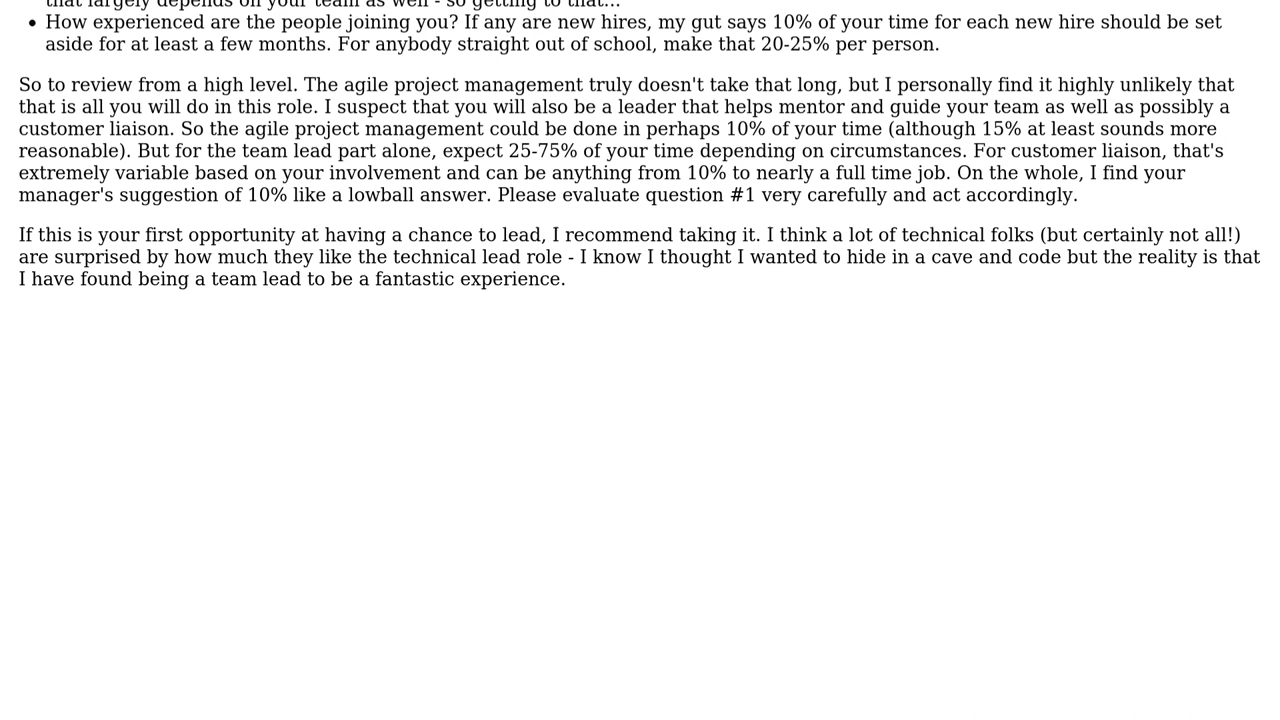 that largely depends on your team as well - so getting to that...
• How experienced are the people joining you? If any are new hires, my gut says 10% of your time for each new hire should be set
aside for at least a few months. For anybody straight out of school, make that 20-25% per person.
So to review from a high level. The agile project management truly doesn't take that long, but I personally find it highly unlikely that
that is all you will do in this role. I suspect that you will also be a leader that helps mentor and guide your team as well as possibly a
customer liaison. So the agile project management could be done in perhaps 10% of your time (although 15% at least sounds more
reasonable). But for the team lead part alone, expect 25-75% of your time depending on circumstances. For customer liaison, that's
extremely variable based on your involvement and can be anything from 10% to nearly a full time job. On the whole, I find your
manager's suggestion of 10% like a lowball answer. Please evaluate question #1 very carefully and act accordingly.
If this is your first opportunity at having a chance to lead, I recommend taking it. I think a lot of technical folks (but certainly not all!)
are surprised by how much they like the technical lead role - I know I thought I wanted to hide in a cave and code but the reality is that
I have found being a team lead to be a fantastic experience.